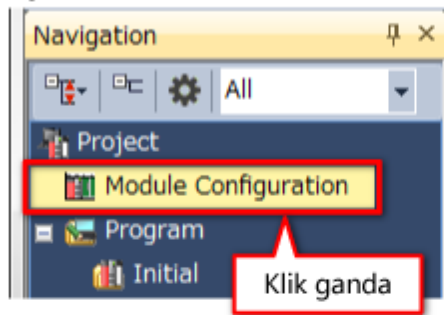 Navigation
All
Project
Module Configuration
Program
Initial
Klik ganda